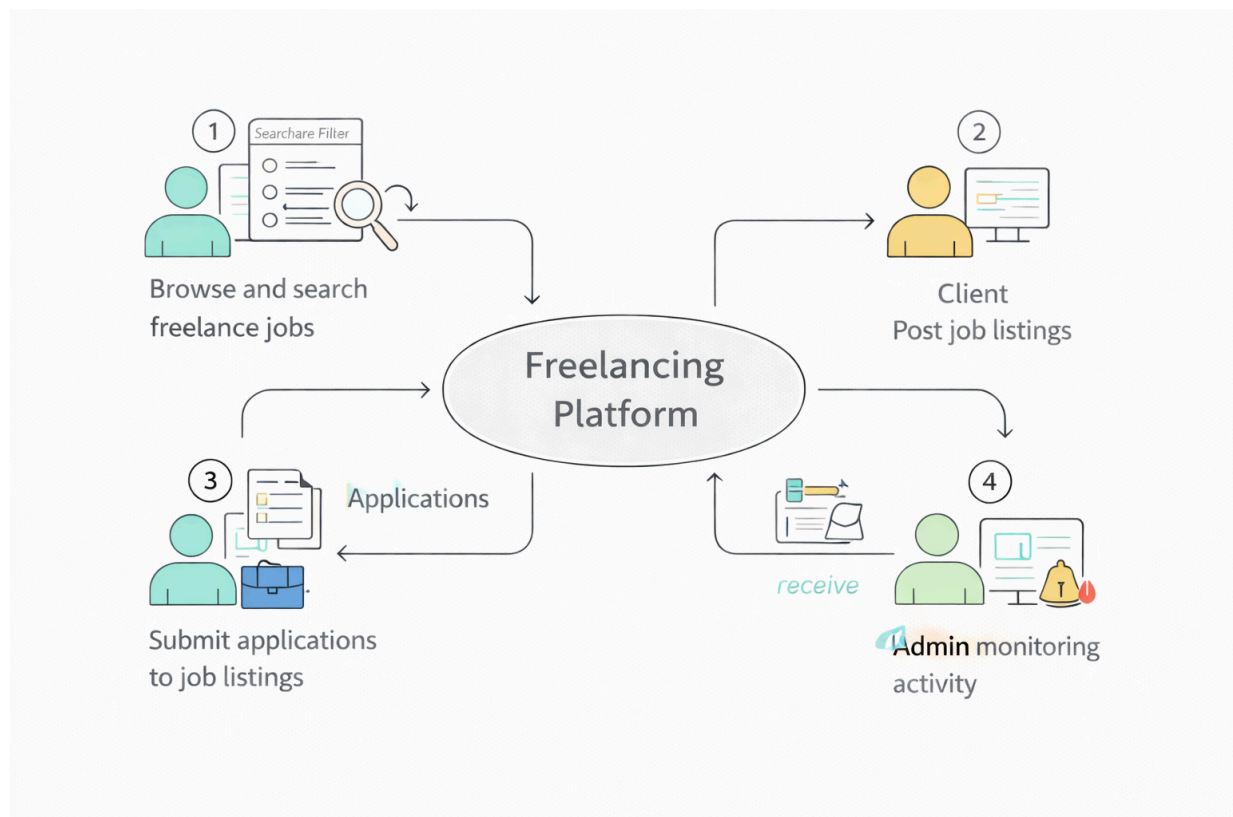 1
Searchare Filter
Browse and search
freelance jobs
2
Client
Post job listings
Freelancing
Platform
3
Applications
Submit applications
to job listings
4
receive
Admin monitoring
activity